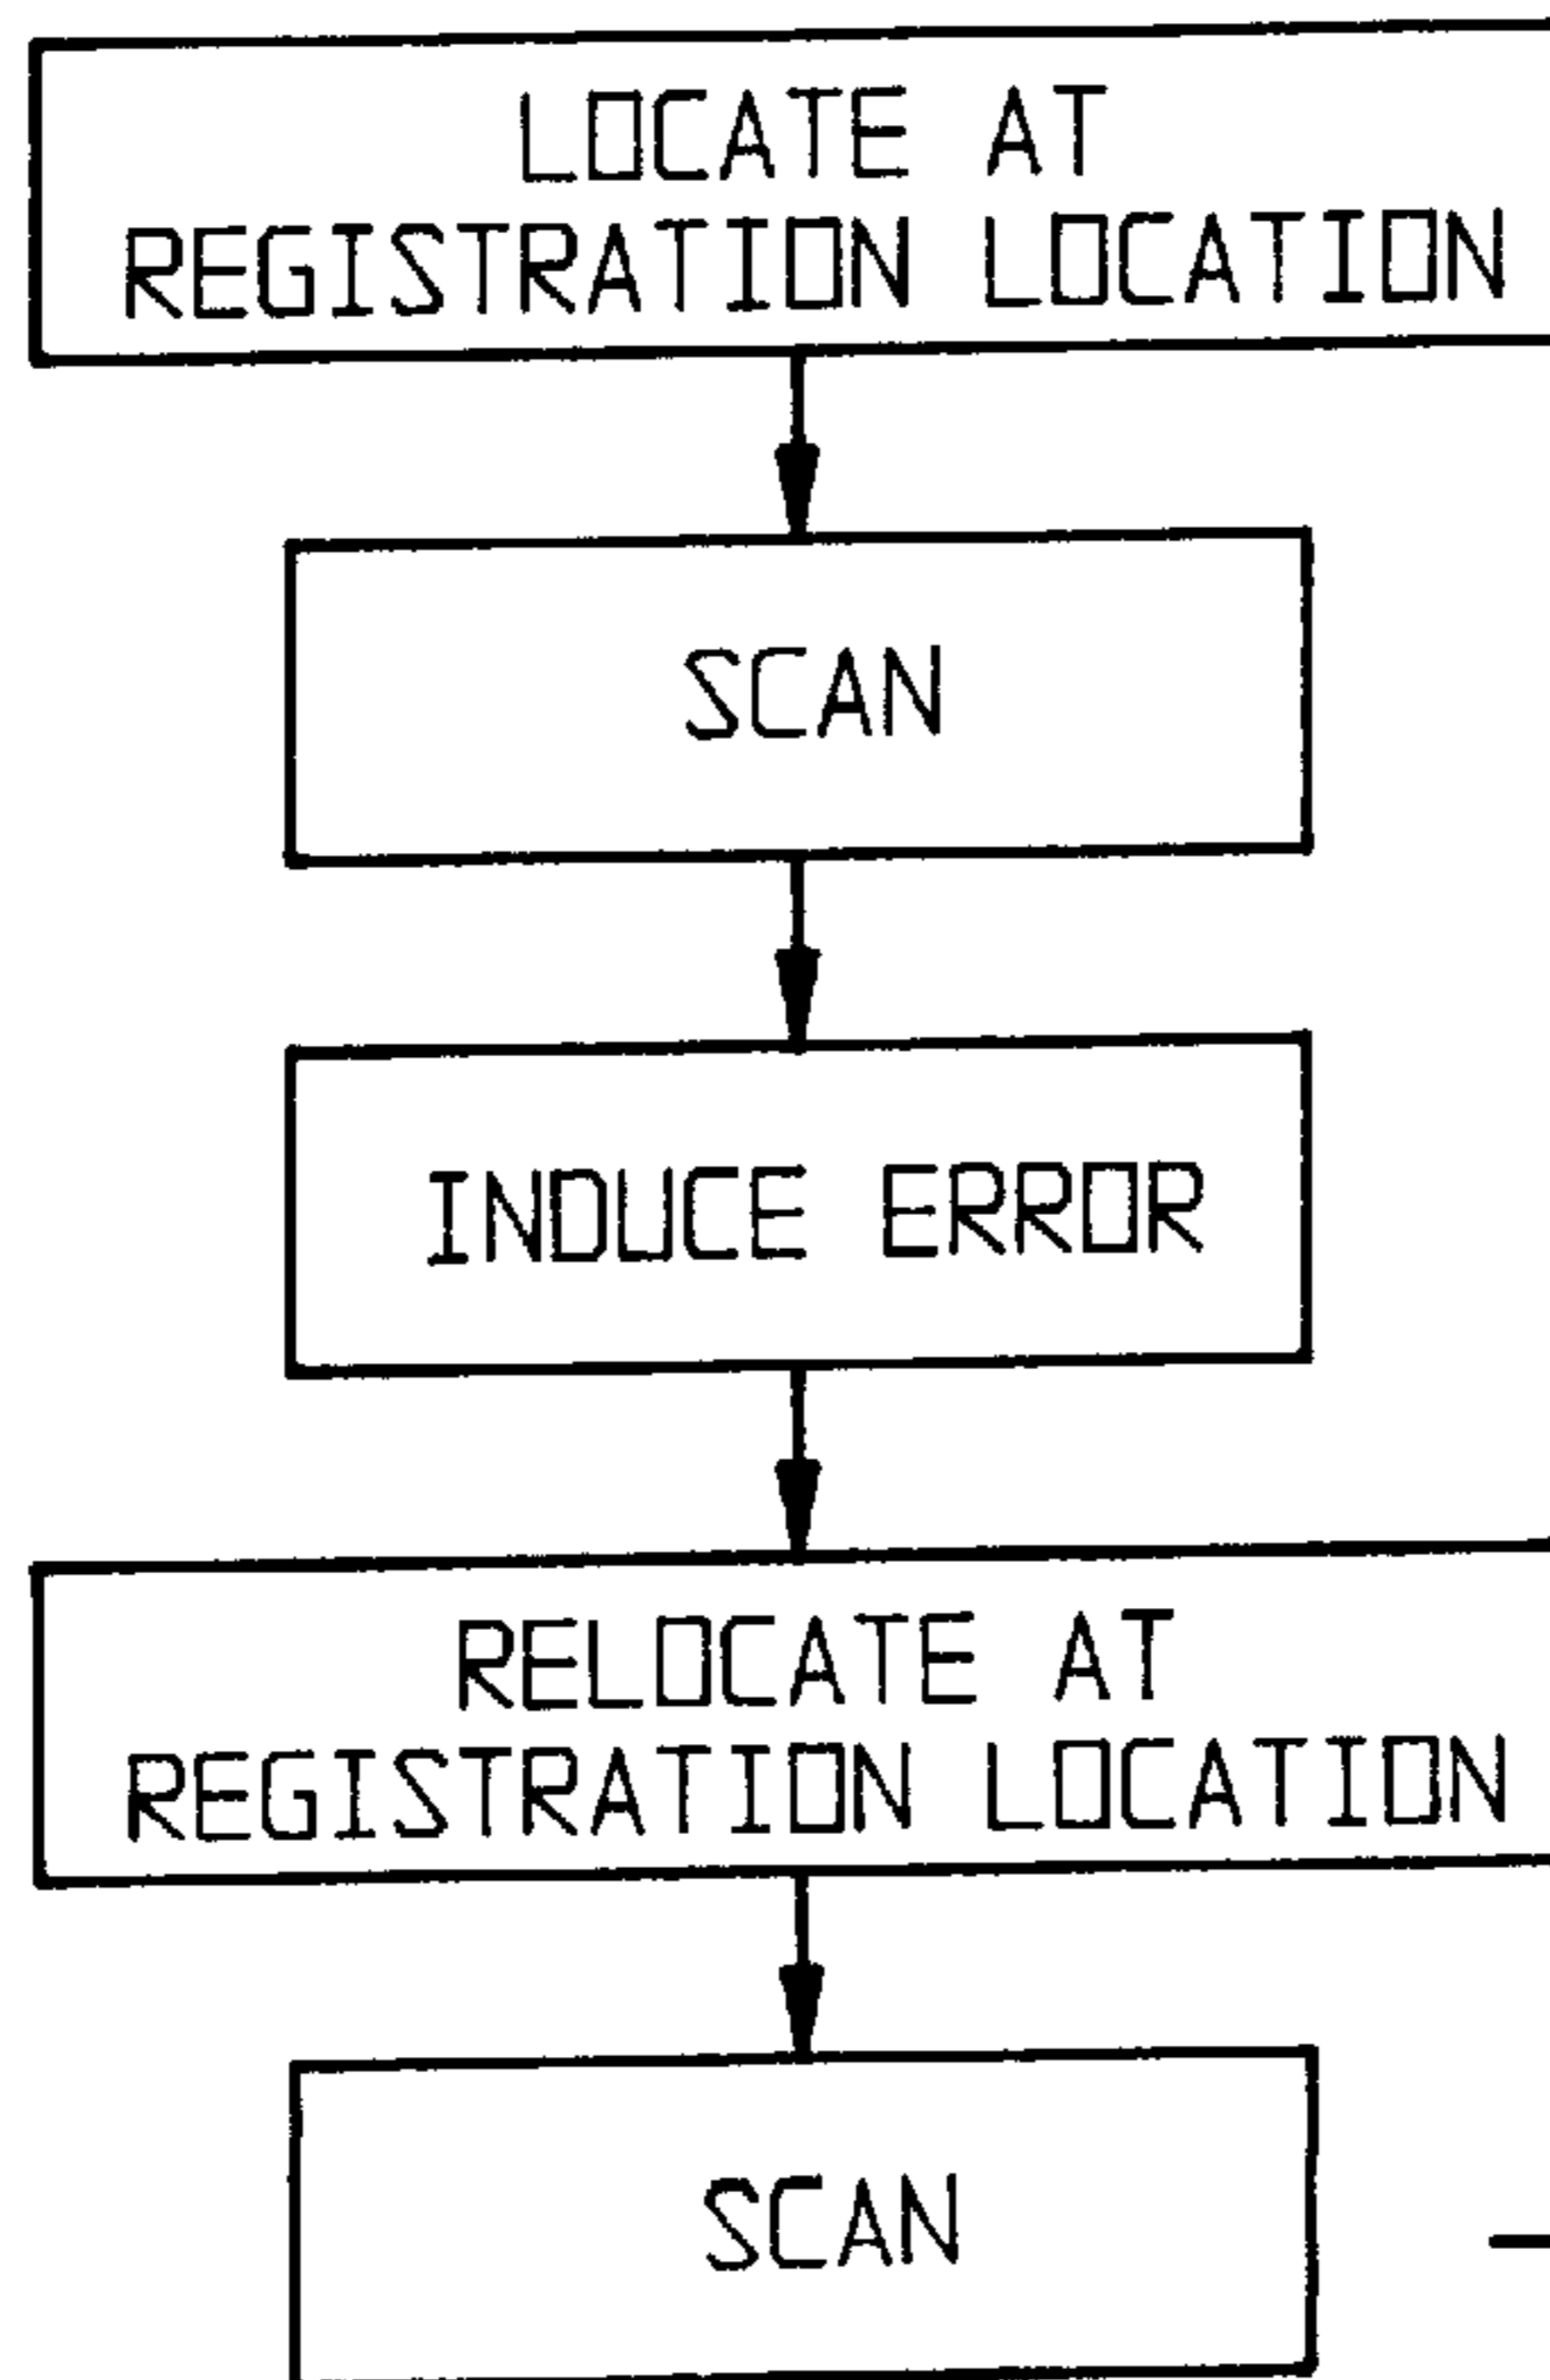 LOCATE AT
REGISTRATION LOCATION
SCAN
INDUCE ERROR
RELOCATE AT
REGISTRATION LOCATION
SCAN